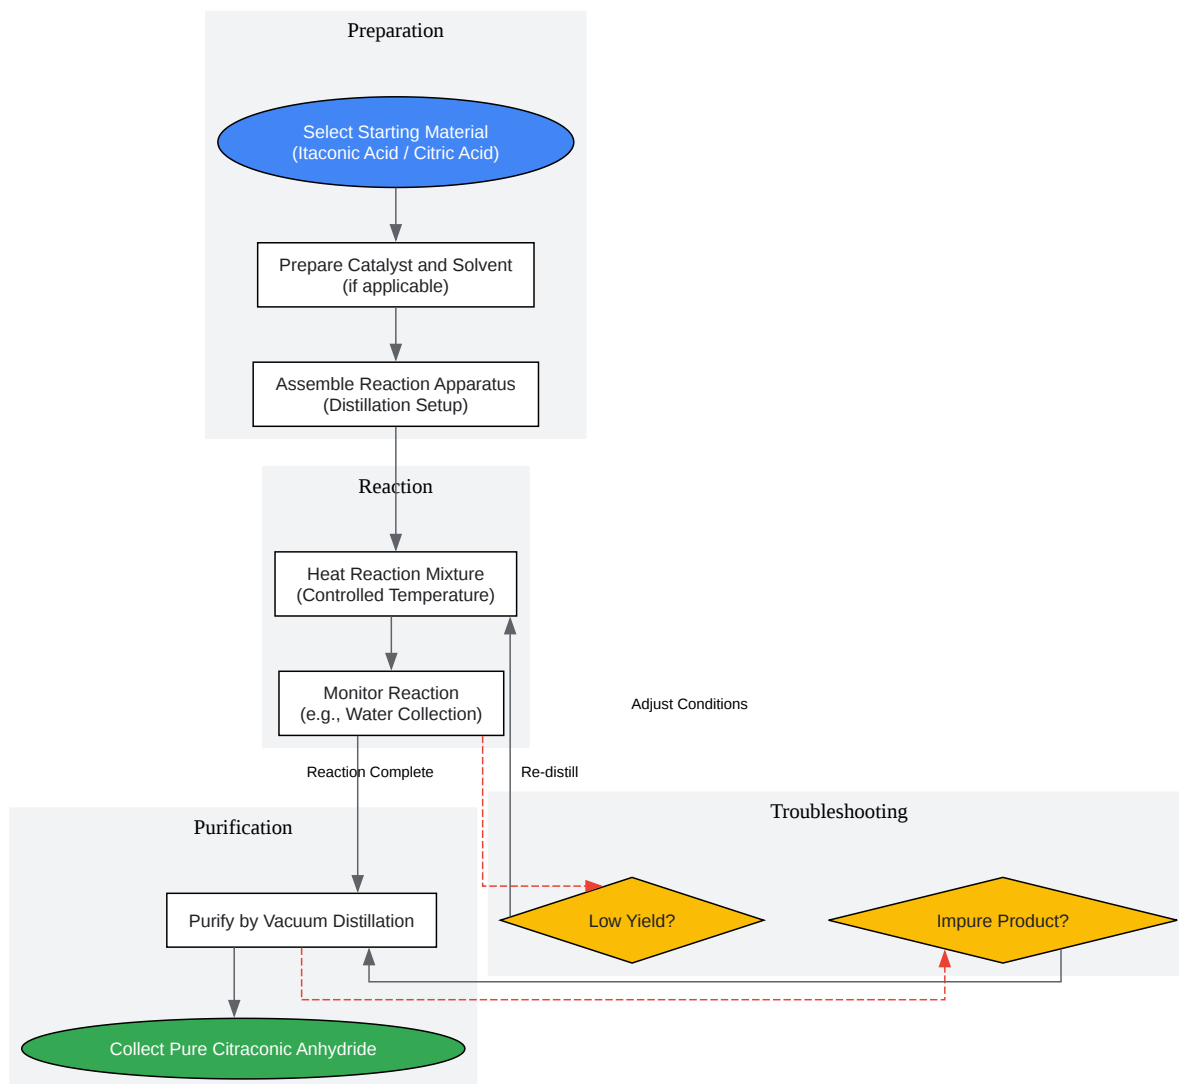 Preparation
Select Starting Material
(Itaconic Acid / Citric Acid)
Prepare Catalyst and Solvent
(if applicable)
Assemble Reaction Apparatus
(Distillation Setup)
Reaction
Heat Reaction Mixture
(Controlled Temperature)
Monitor Reaction
(e.g., Water Collection)
Adjust Conditions
Reaction Complete
Re-distill
Purification
Troubleshooting
Purify by Vacuum Distillation
Low Yield?
Impure Product?
Collect Pure Citraconic Anhydride